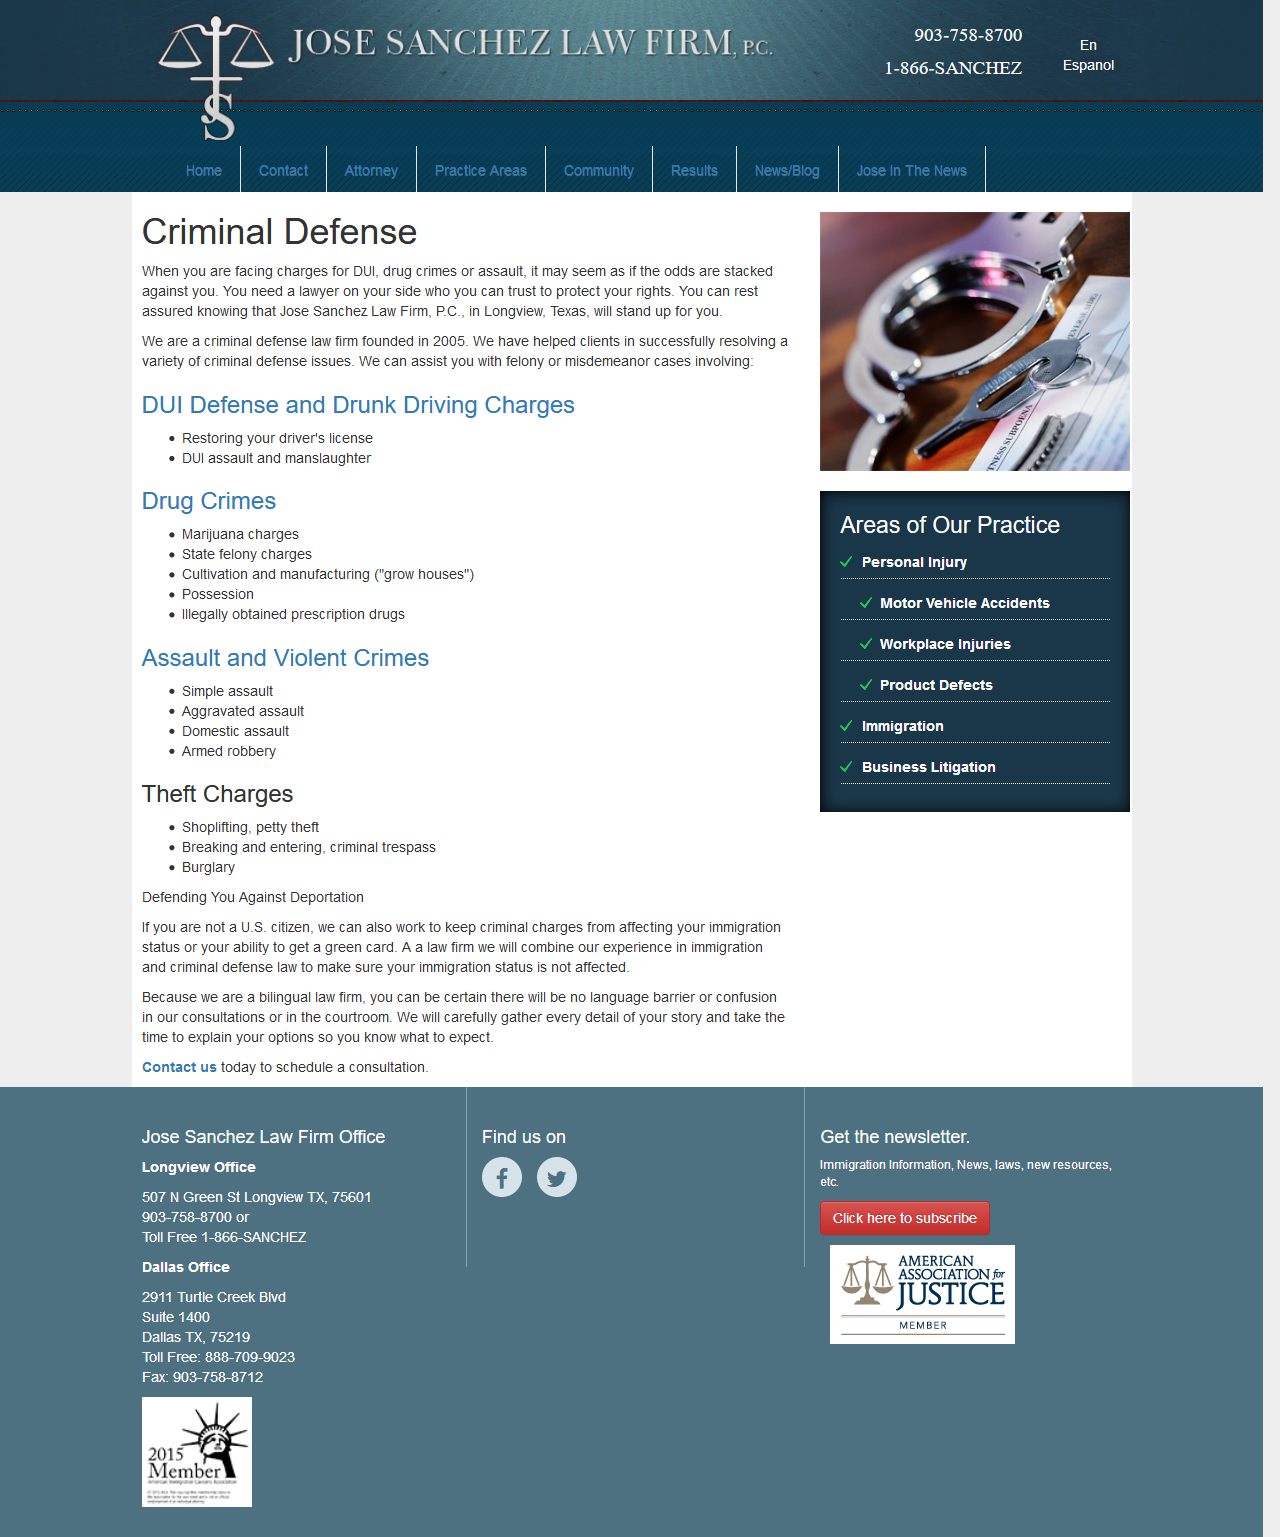 JOSE SANCHEZ LAW FIRM, P.C.
903-758-8700
1-866-SANCHEZ
En
Espanol
Home
Contact
Attorney
Practice Areas
Community
Results
News/Blog
Jose In The News
Criminal Defense
When you are facing charges for DUI, drug crimes or assault, it may seem as if the odds are stacked
against you. You need a lawyer on your side who you can trust to protect your rights. You can rest
assured knowing that Jose Sanchez Law Firm, P.C., in Longview, Texas, will stand up for you.
We are a criminal defense law firm founded in 2005. We have helped clients in successfully resolving a
variety of criminal defense issues. We can assist you with felony or misdemeanor cases involving:
DUI Defense and Drunk Driving Charges
Restoring your driver's license
DUI assault and manslaughter
Drug Crimes
Marijuana charges
State felony charges
Cultivation and manufacturing ("grow houses")
Possession
Illegally obtained prescription drugs
Assault and Violent Crimes
Simple assault
Aggravated assault
Domestic assault
Armed robbery
Theft Charges
Shoplifting, petty theft
Breaking and entering, criminal trespass
Burglary
Defending You Against Deportation
If you are not a U.S. citizen, we can also work to keep criminal charges from affecting your immigration
status or your ability to get a green card. A a law firm we will combine our experience in immigration
and criminal defense law to make sure your immigration status is not affected.
Because we are a bilingual law firm, you can be certain there will be no language barrier or confusion
in our consultations or in the courtroom. We will carefully gather every detail of your story and take the
time to explain your options so you know what to expect.
Contact us today to schedule a consultation.
Areas of Our Practice
Personal Injury
Motor Vehicle Accidents
Workplace Injuries
Product Defects
Immigration
Business Litigation
Jose Sanchez Law Firm Office
Longview Office
507 N Green St Longview TX, 75601
903-758-8700 or
Toll Free 1-866-SANCHEZ
Dallas Office
2911 Turtle Creek Blvd
Suite 1400
Dallas TX, 75219
Toll Free: 888-709-9023
Fax: 903-758-8712
2015
Member
American Immigration Lawyers Association
Find us on
Get the newsletter.
Immigration Information, News, laws, new resources,
etc.
Click here to subscribe
AMERICAN
ASSOCIATION for
JUSTICE
MEMBER